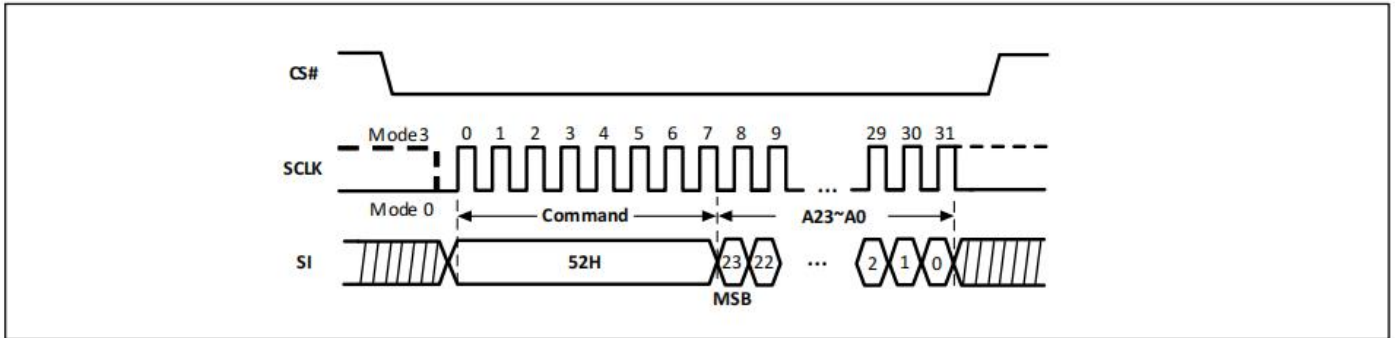 CS#
Mode3 0 1 2 3 4 5 6 7 8 9 29 30 31
SCLK
...
Mode 0 Command A23~A0
SI 52H 23 22 ... 2 1 0
MSB